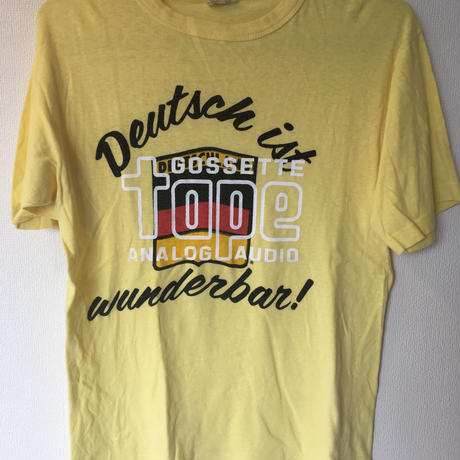 Deutsch ist
GOSSETTE
tape
ANALOG AUDIO
wunderbar!